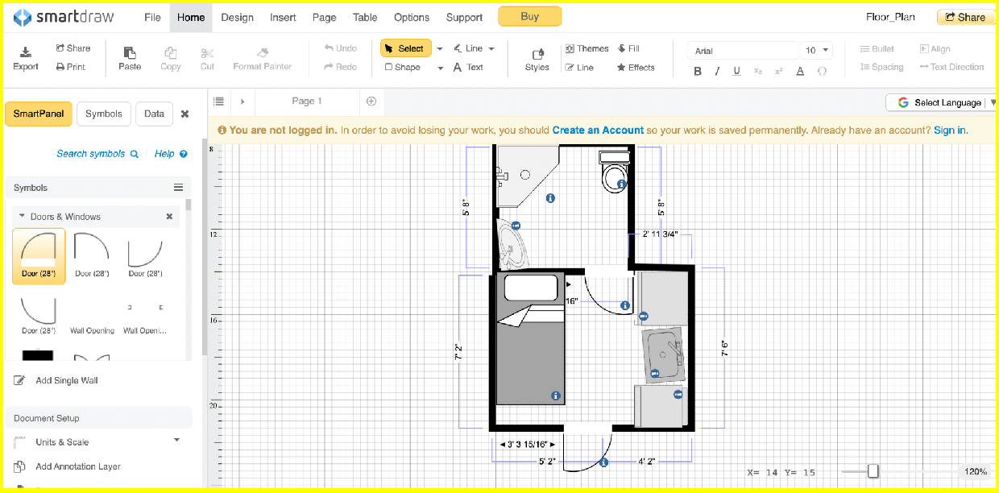 smartdraw
File Home Design Insert Page Table Options Support Buy Floor_Plan Share
Export Share Print Paste Copy Cut Format Painter Undo Redo Select Line Shape Text Styles Themes Fill Line Effects Arial 10 Bullet Align
B I U x₂ x² A Ω Spacing Text Direction
SmartPanel Symbols Data Page 1 Select Language
You are not logged in. In order to avoid losing your work, you should Create an Account so your work is saved permanently. Already have an account? Sign in.
Search symbols Help
Symbols
Doors & Windows
Door (28") Door (28") Door (28")
Door (28") Wall Opening Wall Openi...
Add Single Wall
Document Setup
Units & Scale
Add Annotation Layer
8
12
16
20
5' 8"
5' 8"
2' 11 3/4"
16"
7' 2"
7' 6"
3' 3 15/16"
5' 2" 4' 2"
X= 14 Y= 15 120%